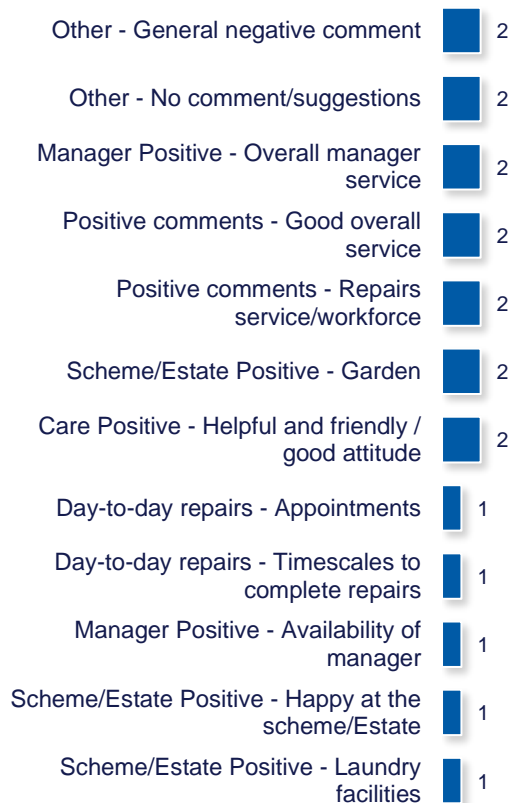 Other - General negative comment 2
Other - No comment/suggestions 2
Manager Positive - Overall manager
service 2
Positive comments - Good overall
service 2
Positive comments - Repairs
service/workforce 2
Scheme/Estate Positive - Garden 2
Care Positive - Helpful and friendly /
good attitude 2
Day-to-day repairs - Appointments 1
Day-to-day repairs - Timescales to
complete repairs 1
Manager Positive - Availability of
manager 1
Scheme/Estate Positive - Happy at the
scheme/Estate 1
Scheme/Estate Positive - Laundry
facilities 1